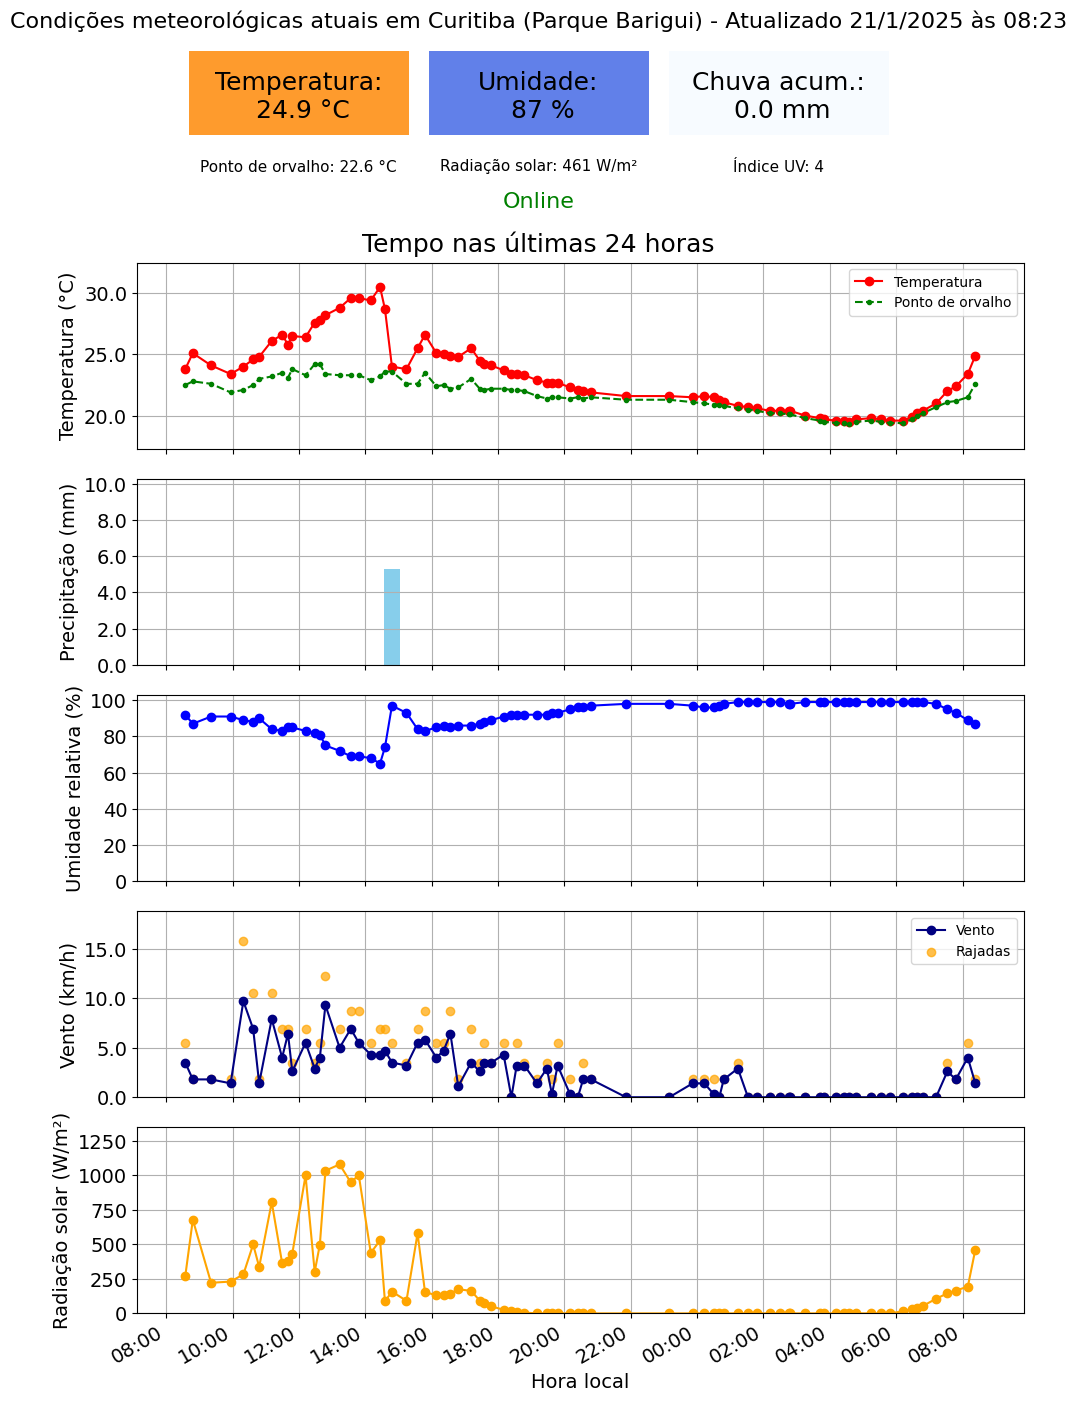 Condições meteorológicas atuais em Curitiba (Parque Barigui) - Atualizado 21/1/2025 às 08:23
Temperatura:
24.9 °C
Umidade:
87 %
Chuva acum.:
0.0 mm
Ponto de orvalho: 22.6 °C
Radiação solar: 461 W/m²
Índice UV: 4
Online
Tempo nas últimas 24 horas
Temperatura (°C)
30.0
25.0
20.0
Temperatura
Ponto de orvalho
Precipitação (mm)
10.0
8.0
6.0
4.0
2.0
0.0
Umidade relativa (%)
100
80
60
40
20
0
Vento (km/h)
15.0
10.0
5.0
0.0
Vento
Rajadas
Radiação solar (W/m²)
1250
1000
750
500
250
0
08:00
10:00
12:00
14:00
16:00
18:00
20:00
22:00
00:00
02:00
04:00
06:00
08:00
Hora local